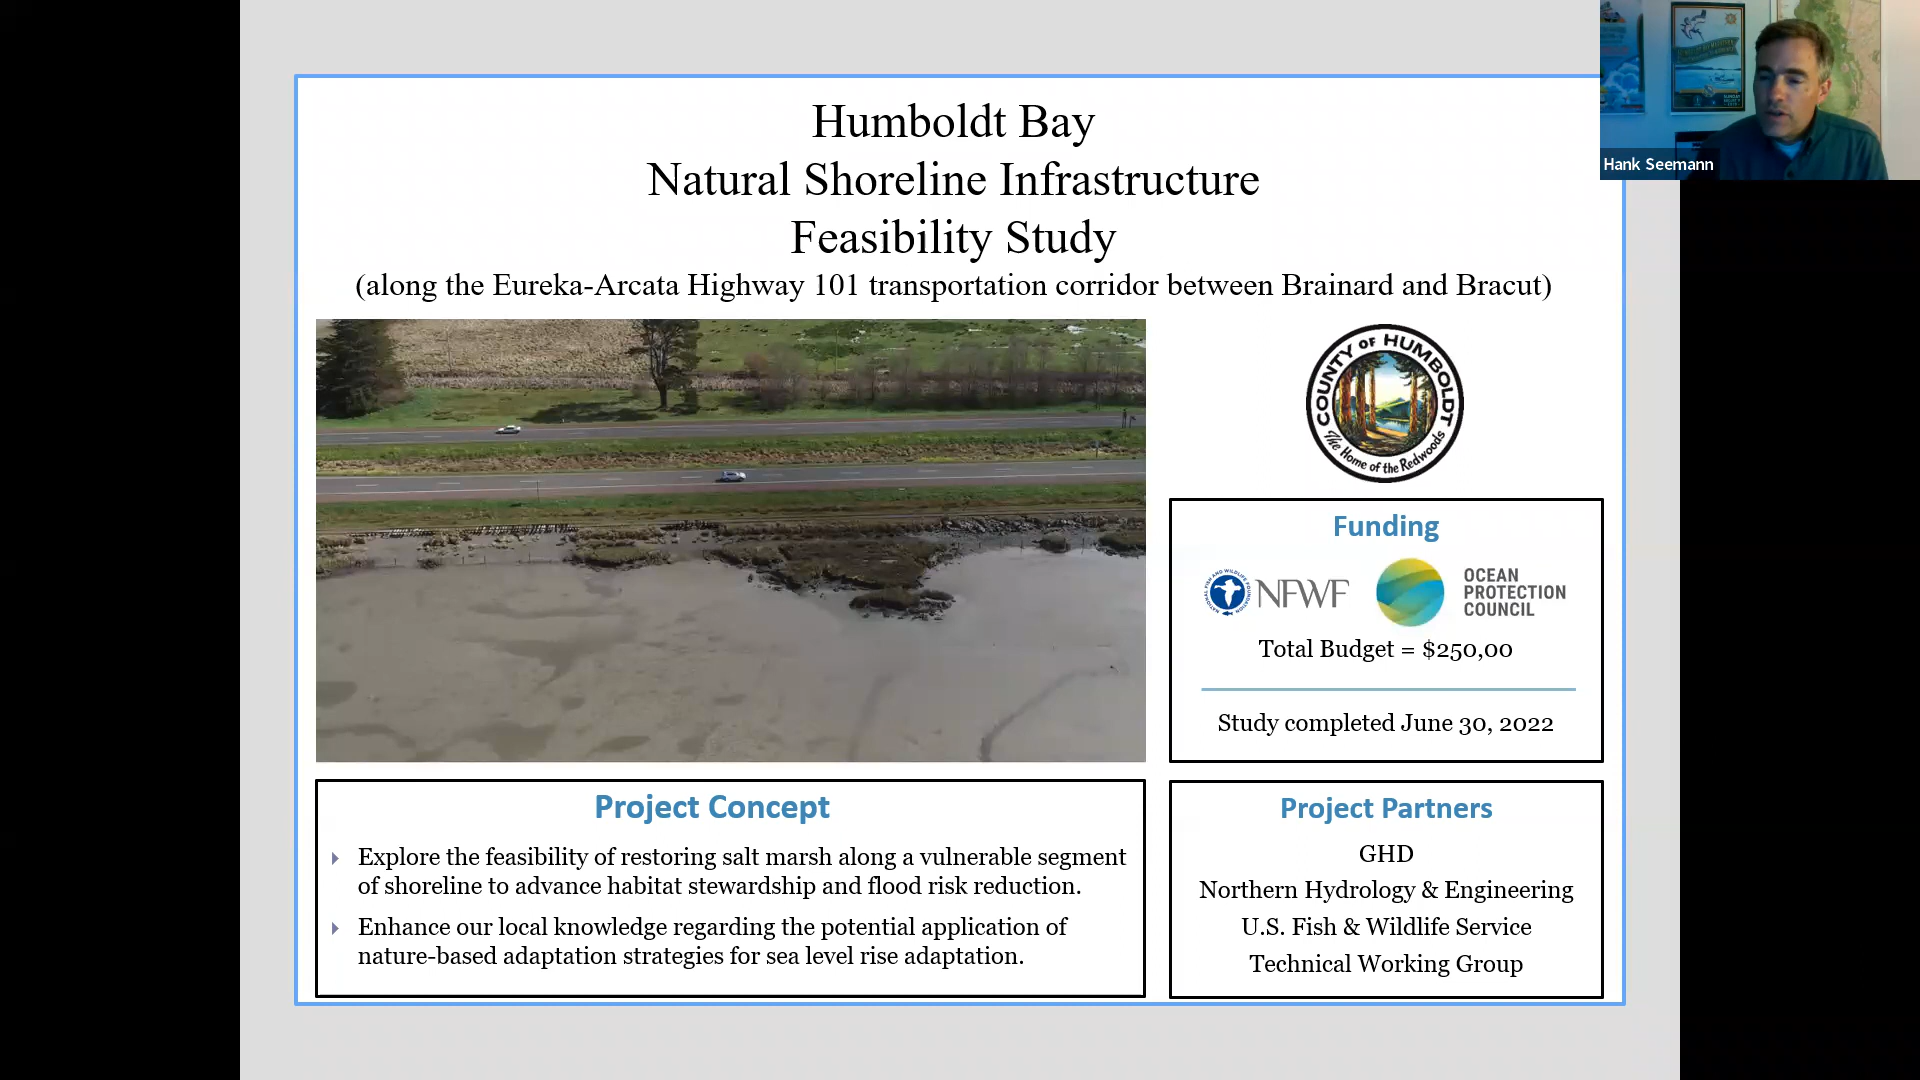 Humboldt Bay
Natural Shoreline Infrastructure
Feasibility Study
(along the Eureka-Arcata Highway 101 transportation corridor between Brainard and Bracut)
Hank Seemann
COUNTY OF HUMBOLDT
The Home of the Redwoods
Funding
NATIONAL FISH AND WILDLIFE FOUNDATION
NFWF
OCEAN
PROTECTION
COUNCIL
Total Budget = $250,00
Study completed June 30, 2022
Project Concept
Explore the feasibility of restoring salt marsh along a vulnerable segment
of shoreline to advance habitat stewardship and flood risk reduction.
Enhance our local knowledge regarding the potential application of
nature-based adaptation strategies for sea level rise adaptation.
Project Partners
GHD
Northern Hydrology & Engineering
U.S. Fish & Wildlife Service
Technical Working Group